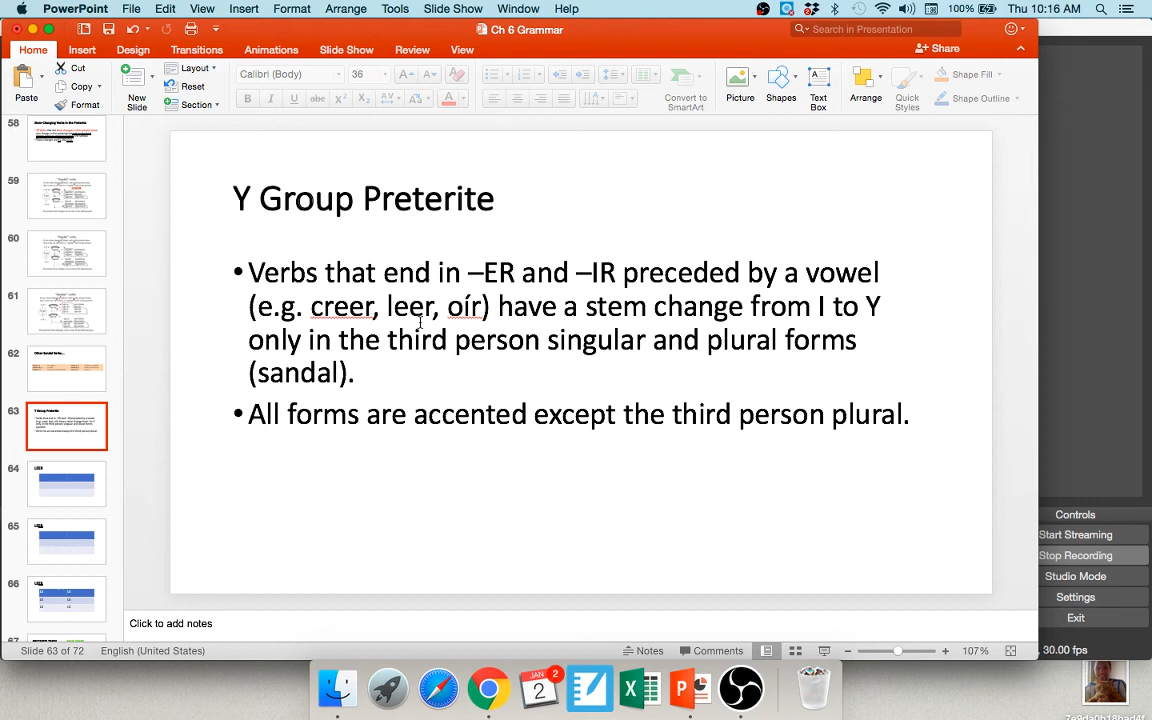 PowerPoint File Edit View Insert Format Arrange Tools Slide Show Window Help 100% Thu 10:16 AM
Ch 6 Grammar
Search in Presentation
Home Insert Design Transitions Animations Slide Show Review View
Share
Paste
Cut
Copy
Format
New Slide
Layout
Reset
Section
Calibri (Body) 36
Convert to SmartArt
Picture
Shapes
Text Box
Arrange
Quick Styles
Shape Fill
Shape Outline
58
59
60
61
62
63
64
65
66
67
Y Group Preterite
•Verbs that end in –ER and –IR preceded by a vowel
(e.g. creer, leer, oír) have a stem change from I to Y
only in the third person singular and plural forms
(sandal).
•All forms are accented except the third person plural.
Click to add notes
Slide 63 of 72 English (United States) Notes Comments 107%
Controls
Start Streaming
Stop Recording
Studio Mode
Settings
Exit
30.00 fps
JAN 2
2